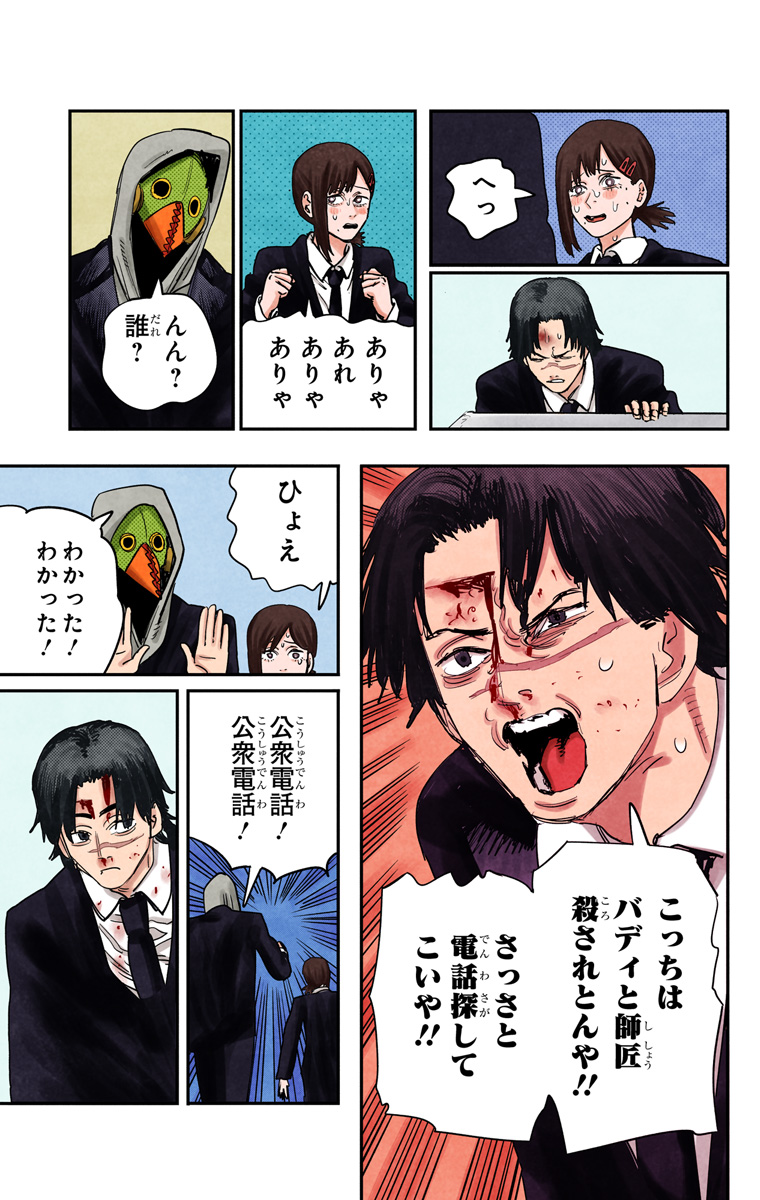 へっ
ありゃ
あれ
ありゃ
ありゃ
んん？
誰？
こっちは
バディと師匠
殺されとんや!!
さっさと
電話探して
こいや!!
ひょえ
わかった！
わかった！
公衆電話！
公衆電話！